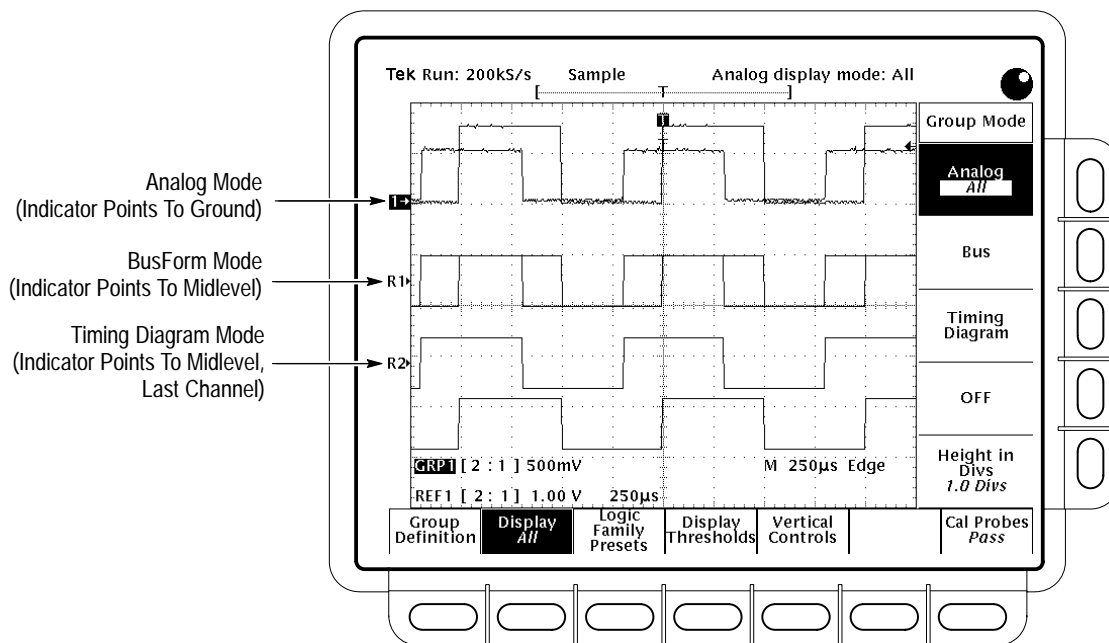 Tek Run: 200kS/s Sample Analog display mode: All
[ T ]
T
Group Mode
Analog
All
Analog Mode
(Indicator Points To Ground)
1→
Bus
BusForm Mode
(Indicator Points To Midlevel)
R1
Timing
Diagram
Timing Diagram Mode
(Indicator Points To Midlevel,
Last Channel)
R2
OFF
Height in
Divs
1.0 Divs
GRP1 [ 2 : 1 ] 500mV M 250µs Edge
REF1 [ 2 : 1 ] 1.00 V 250µs
Group
Definition
Display
All
Logic
Family
Presets
Display
Thresholds
Vertical
Controls
Cal Probes
Pass